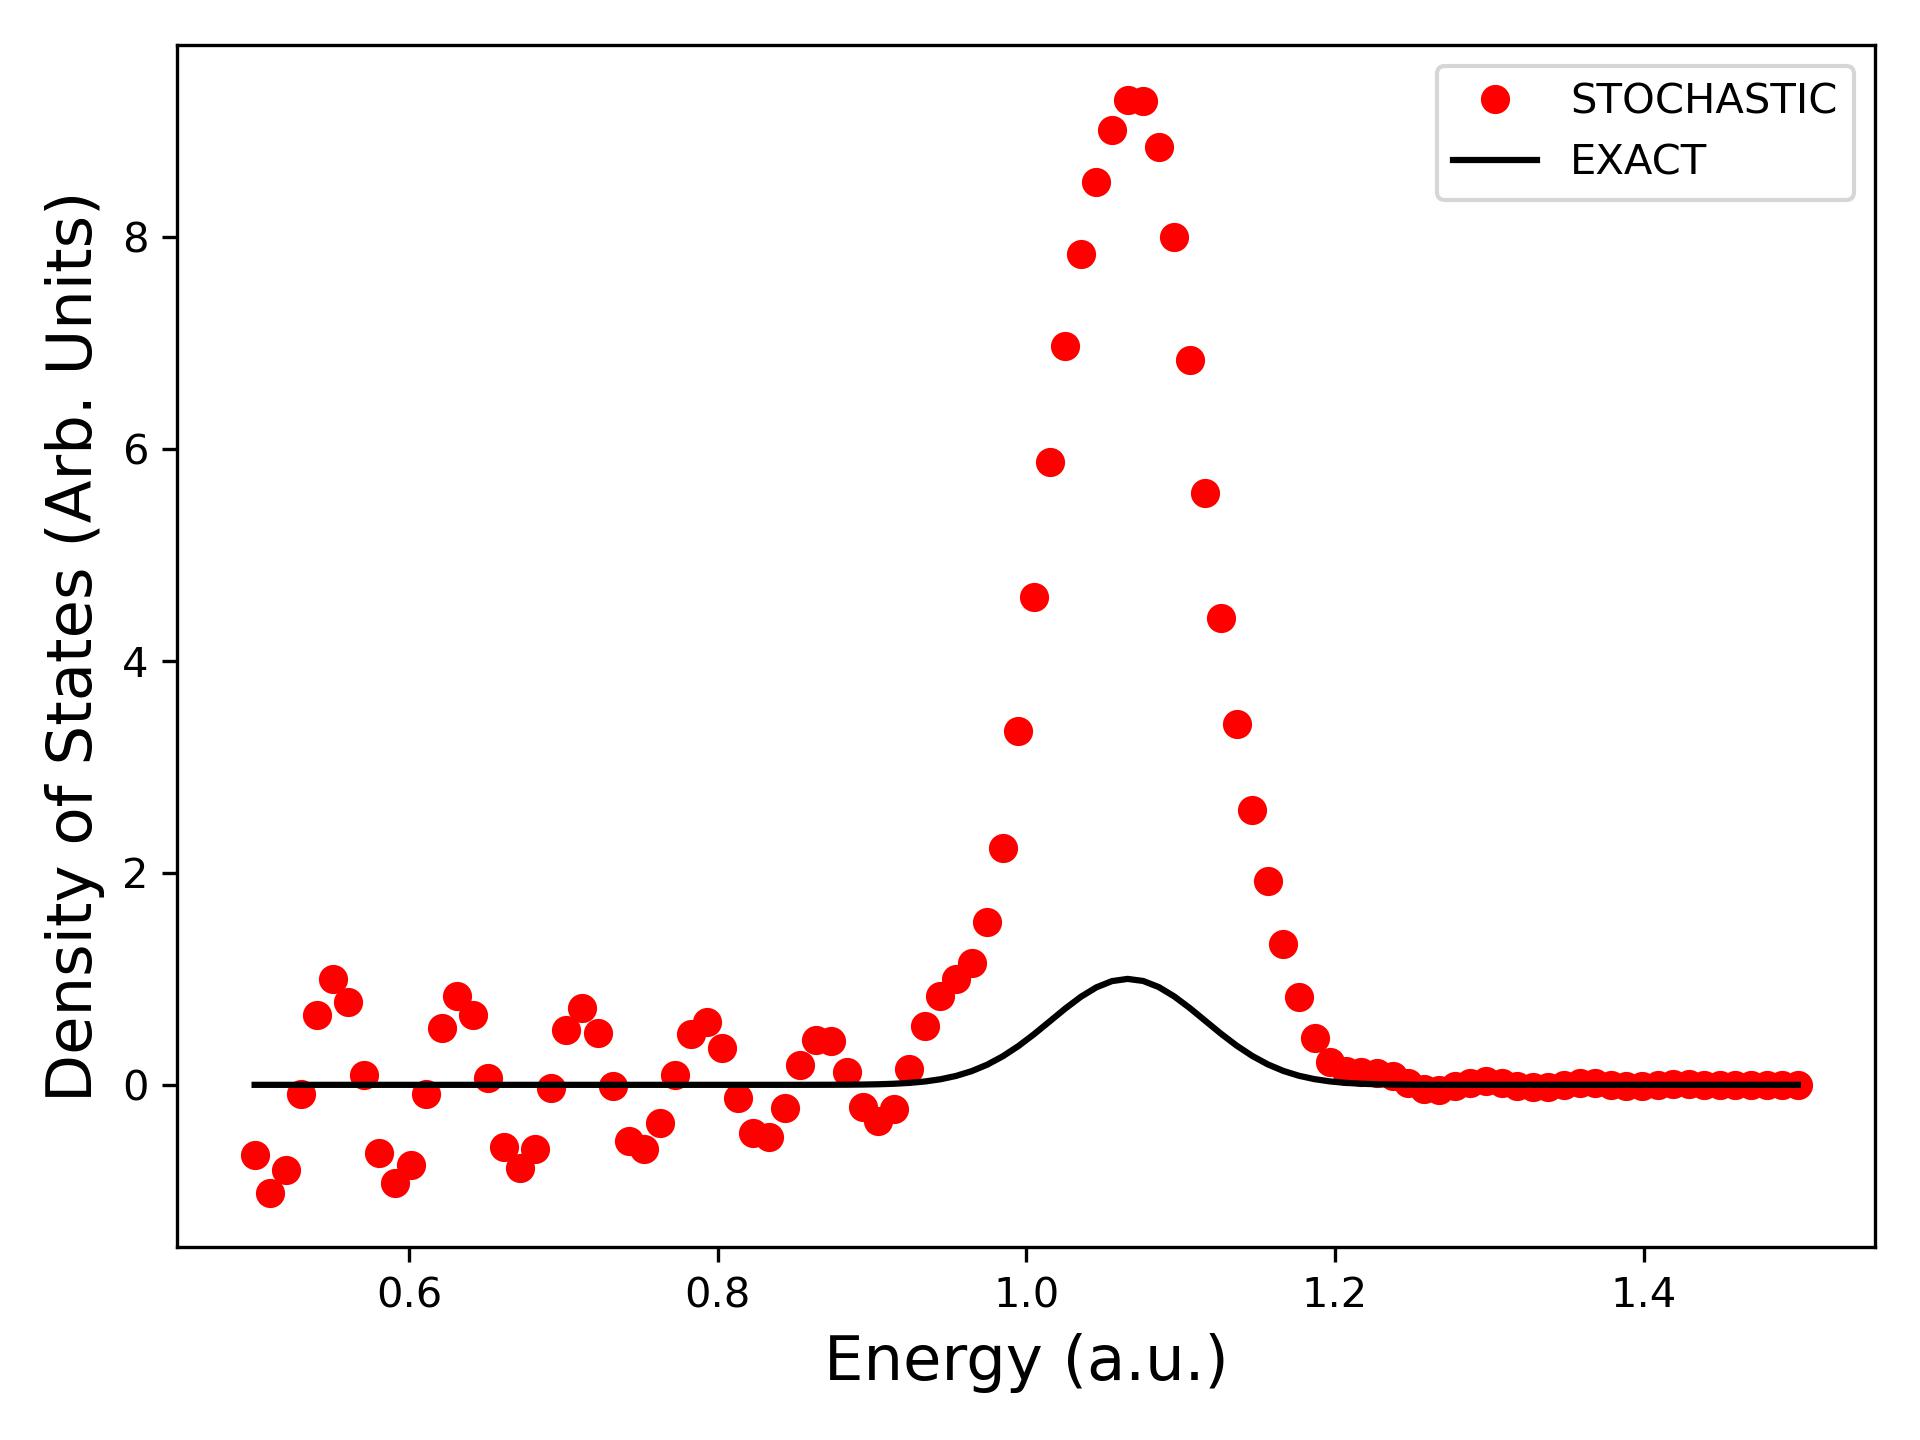 STOCHASTIC
EXACT
Density of States (Arb. Units)
8
6
4
2
0
0.6 0.8 1.0 1.2 1.4
Energy (a.u.)